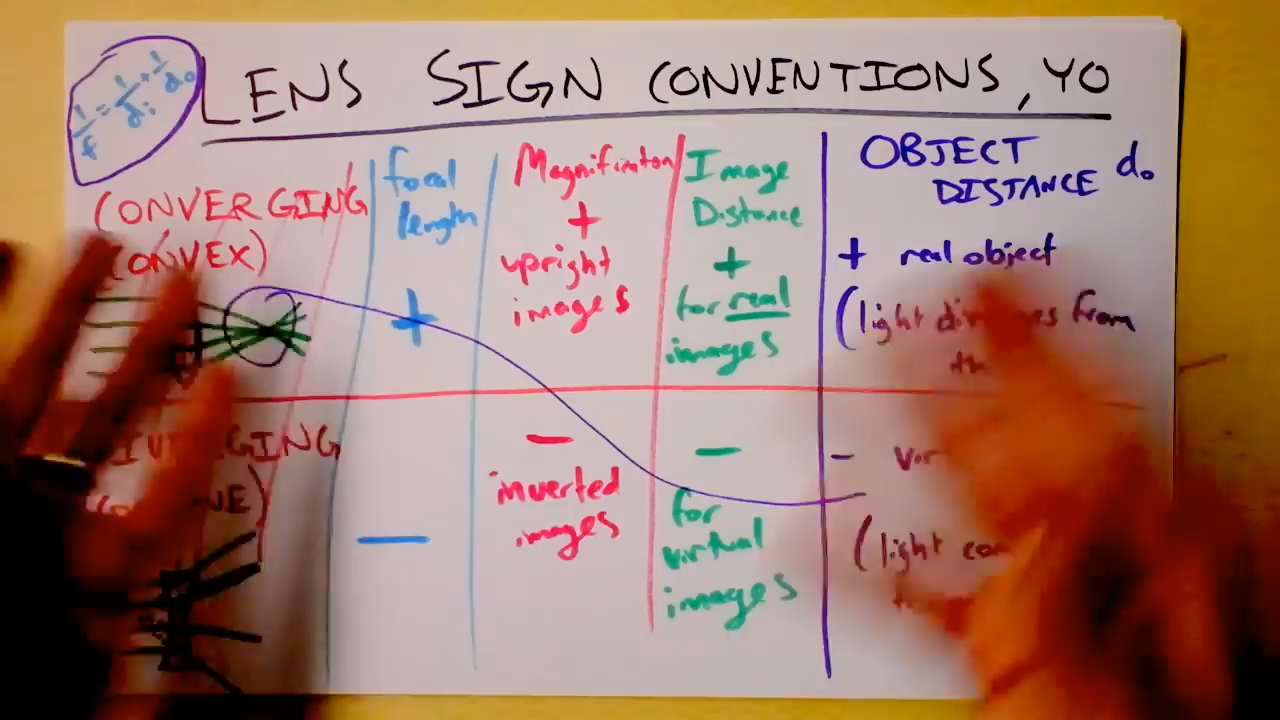 1/f = 1/di + 1/do
LENS SIGN CONVENTIONS, YO
CONVERGING
CONVEX)
focal
length
+
Magnification
+
upright
images
Image
Distance
+
for real
images
OBJECT do
DISTANCE
+ real object
(light from
-
-
inverted
images
-
for
virtual
images
-
(light